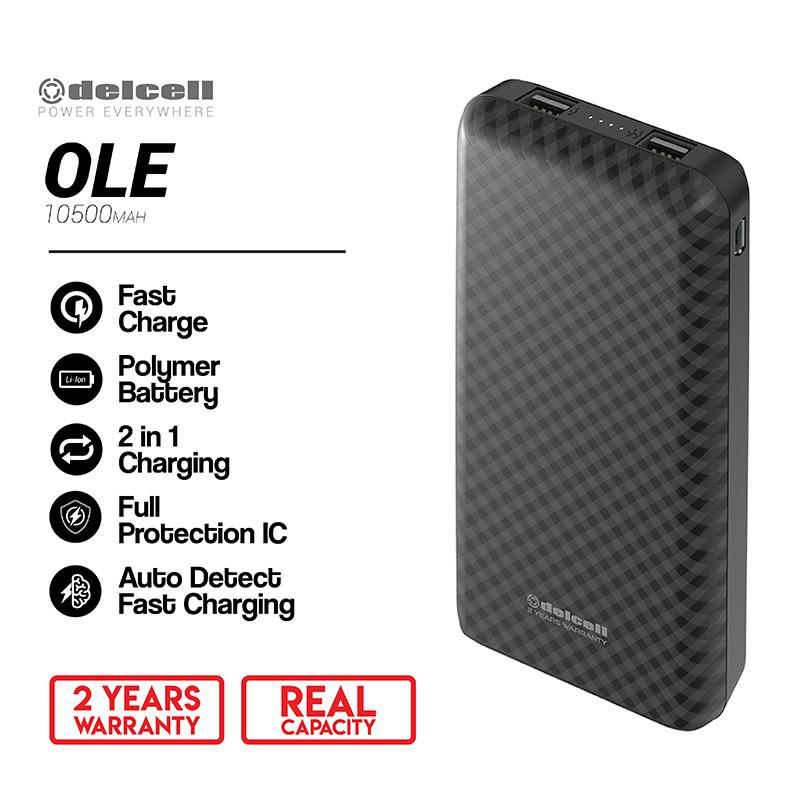 delcell
POWER EVERYWHERE
OLE
10500MAH
Fast
Charge
Polymer
Li-Ion
Battery
2 in 1
Charging
Full
Protection IC
Auto Detect
Fast Charging
2 YEARS
WARRANTY
REAL
CAPACITY
delcell
2 YEARS WARRANTY